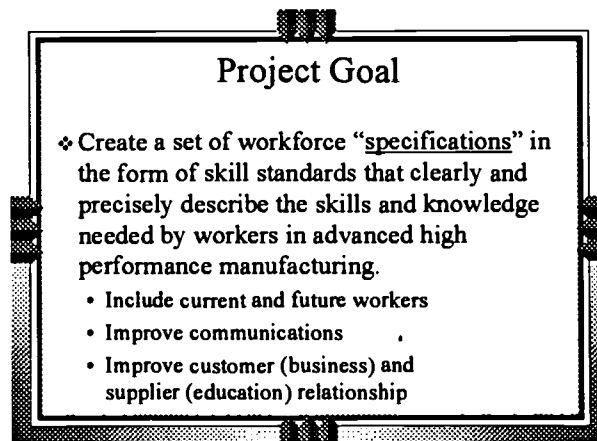 Project Goal
❖ Create a set of workforce “specifications” in
the form of skill standards that clearly and
precisely describe the skills and knowledge
needed by workers in advanced high
performance manufacturing.
• Include current and future workers
• Improve communications
• Improve customer (business) and
supplier (education) relationship